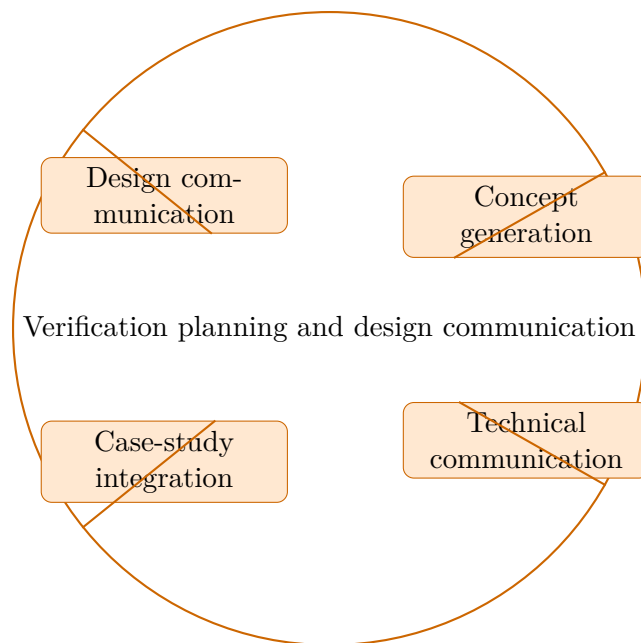 Design com-
munication
Concept
generation
Verification planning and design communication
Case-study
integration
Technical
communication